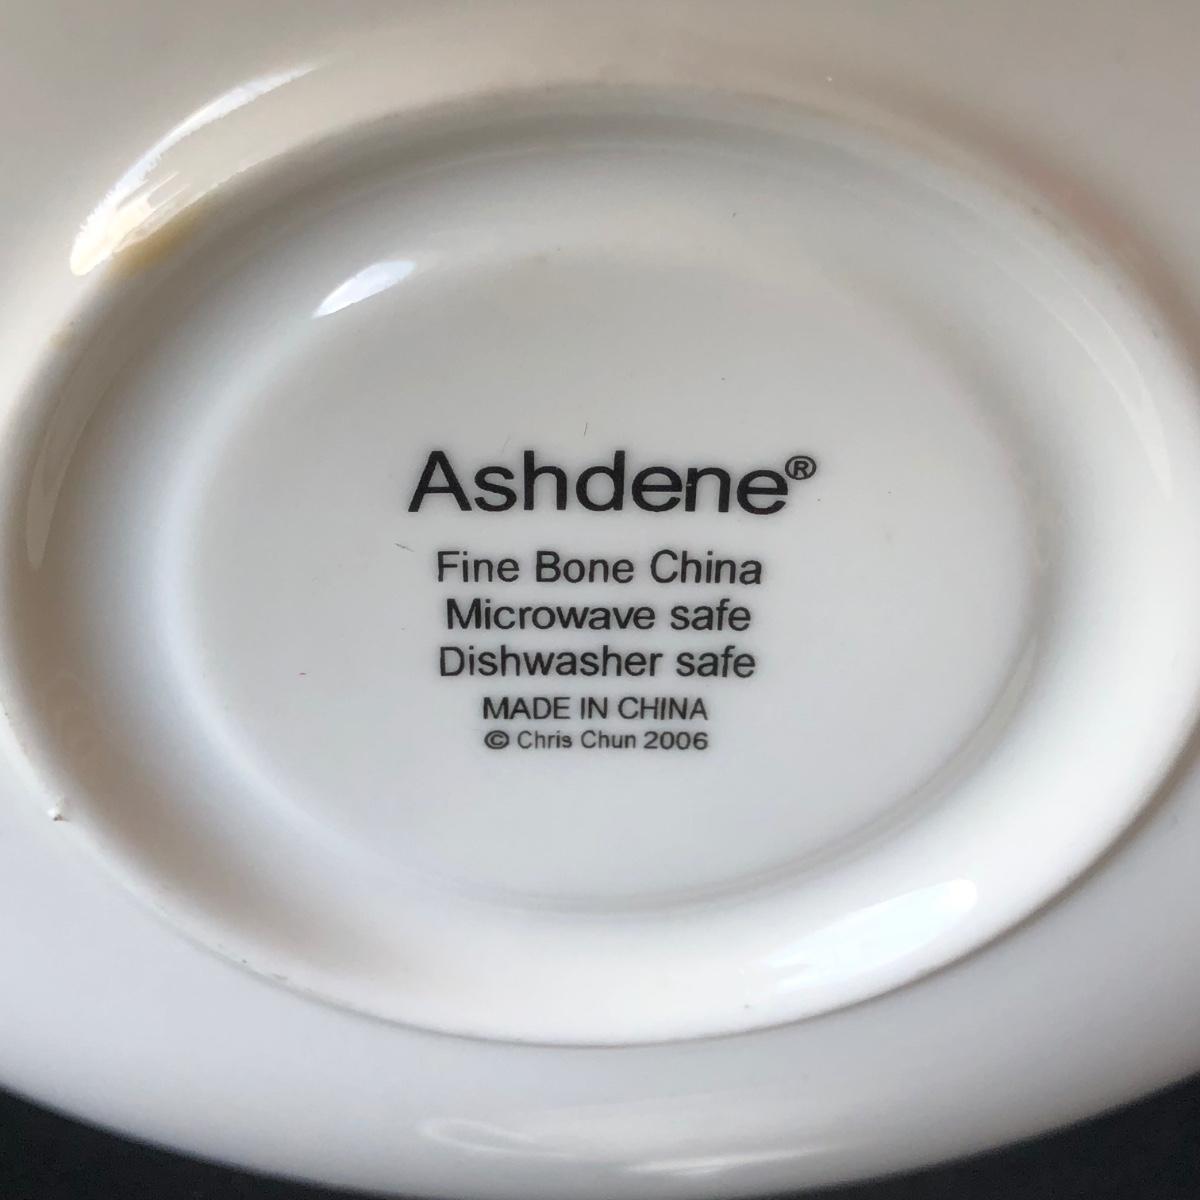 Ashdene®
Fine Bone China
Microwave safe
Dishwasher safe
MADE IN CHINA
© Chris Chun 2006